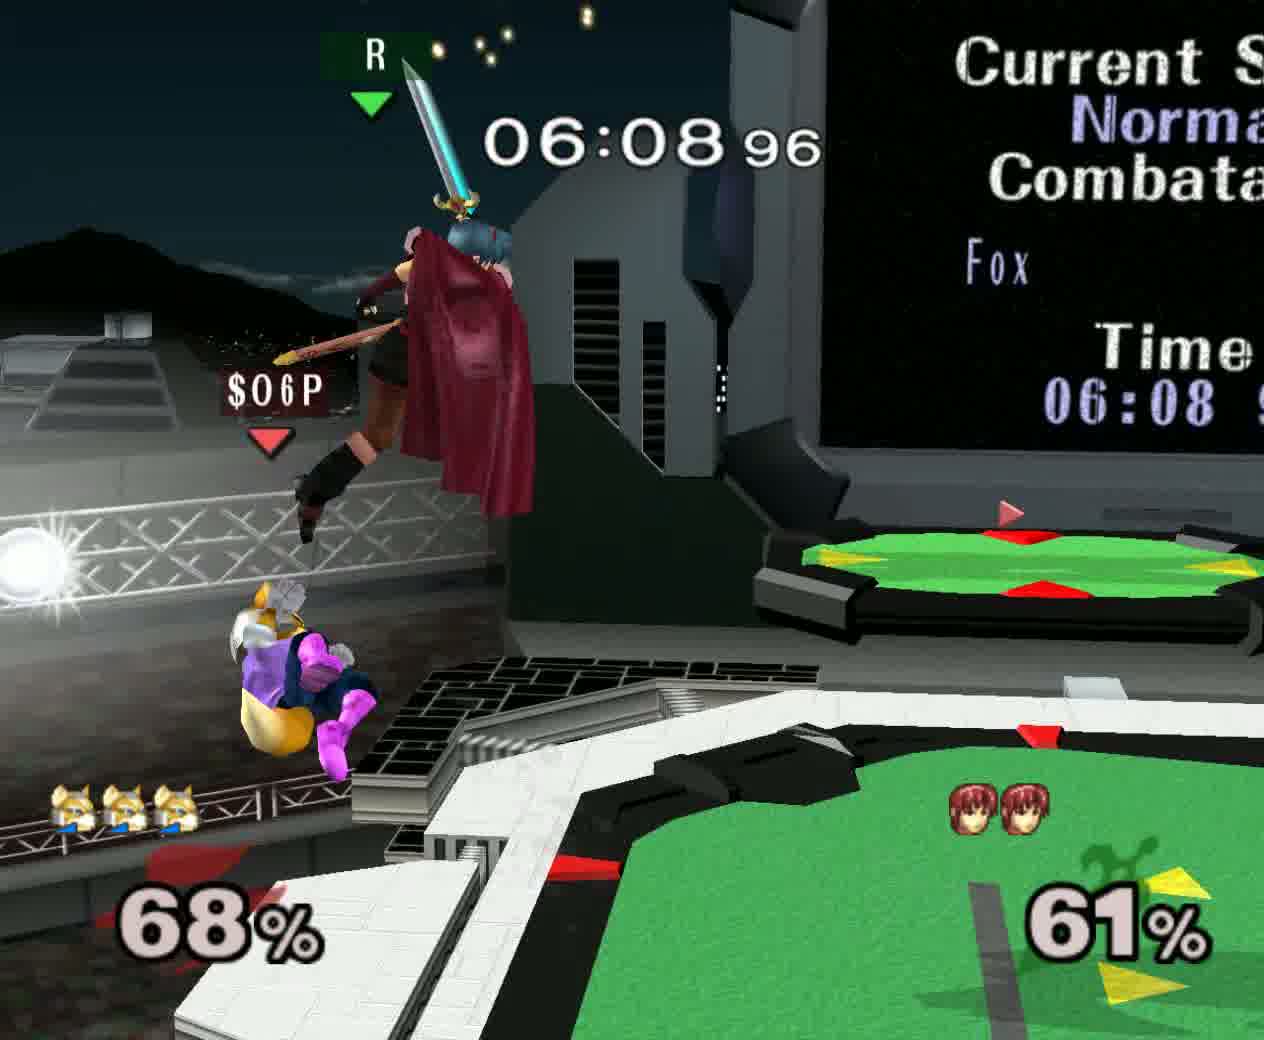 R
06:08 96
Current S
Norma
Combata
Fox
$06P
Time
06:08
68%
61%